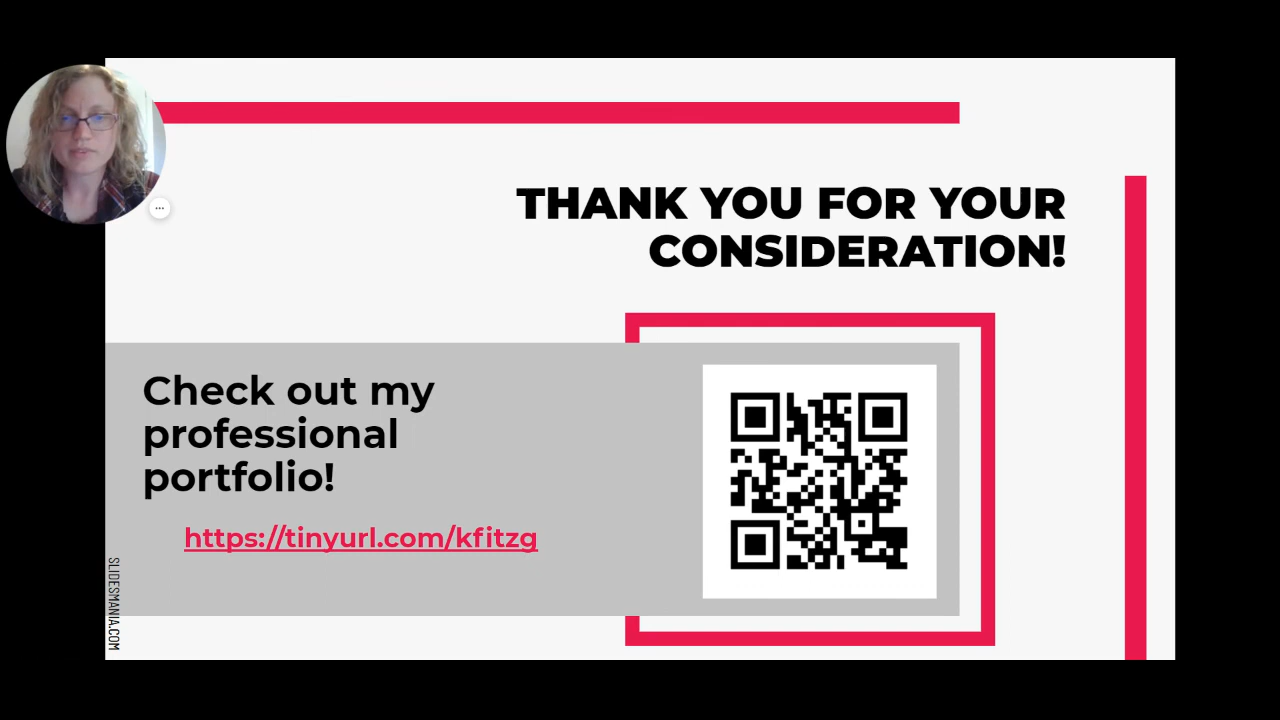 THANK YOU FOR YOUR
CONSIDERATION!
Check out my
professional
portfolio!
https://tinyurl.com/kfitzg
SLIDESMANIA.COM